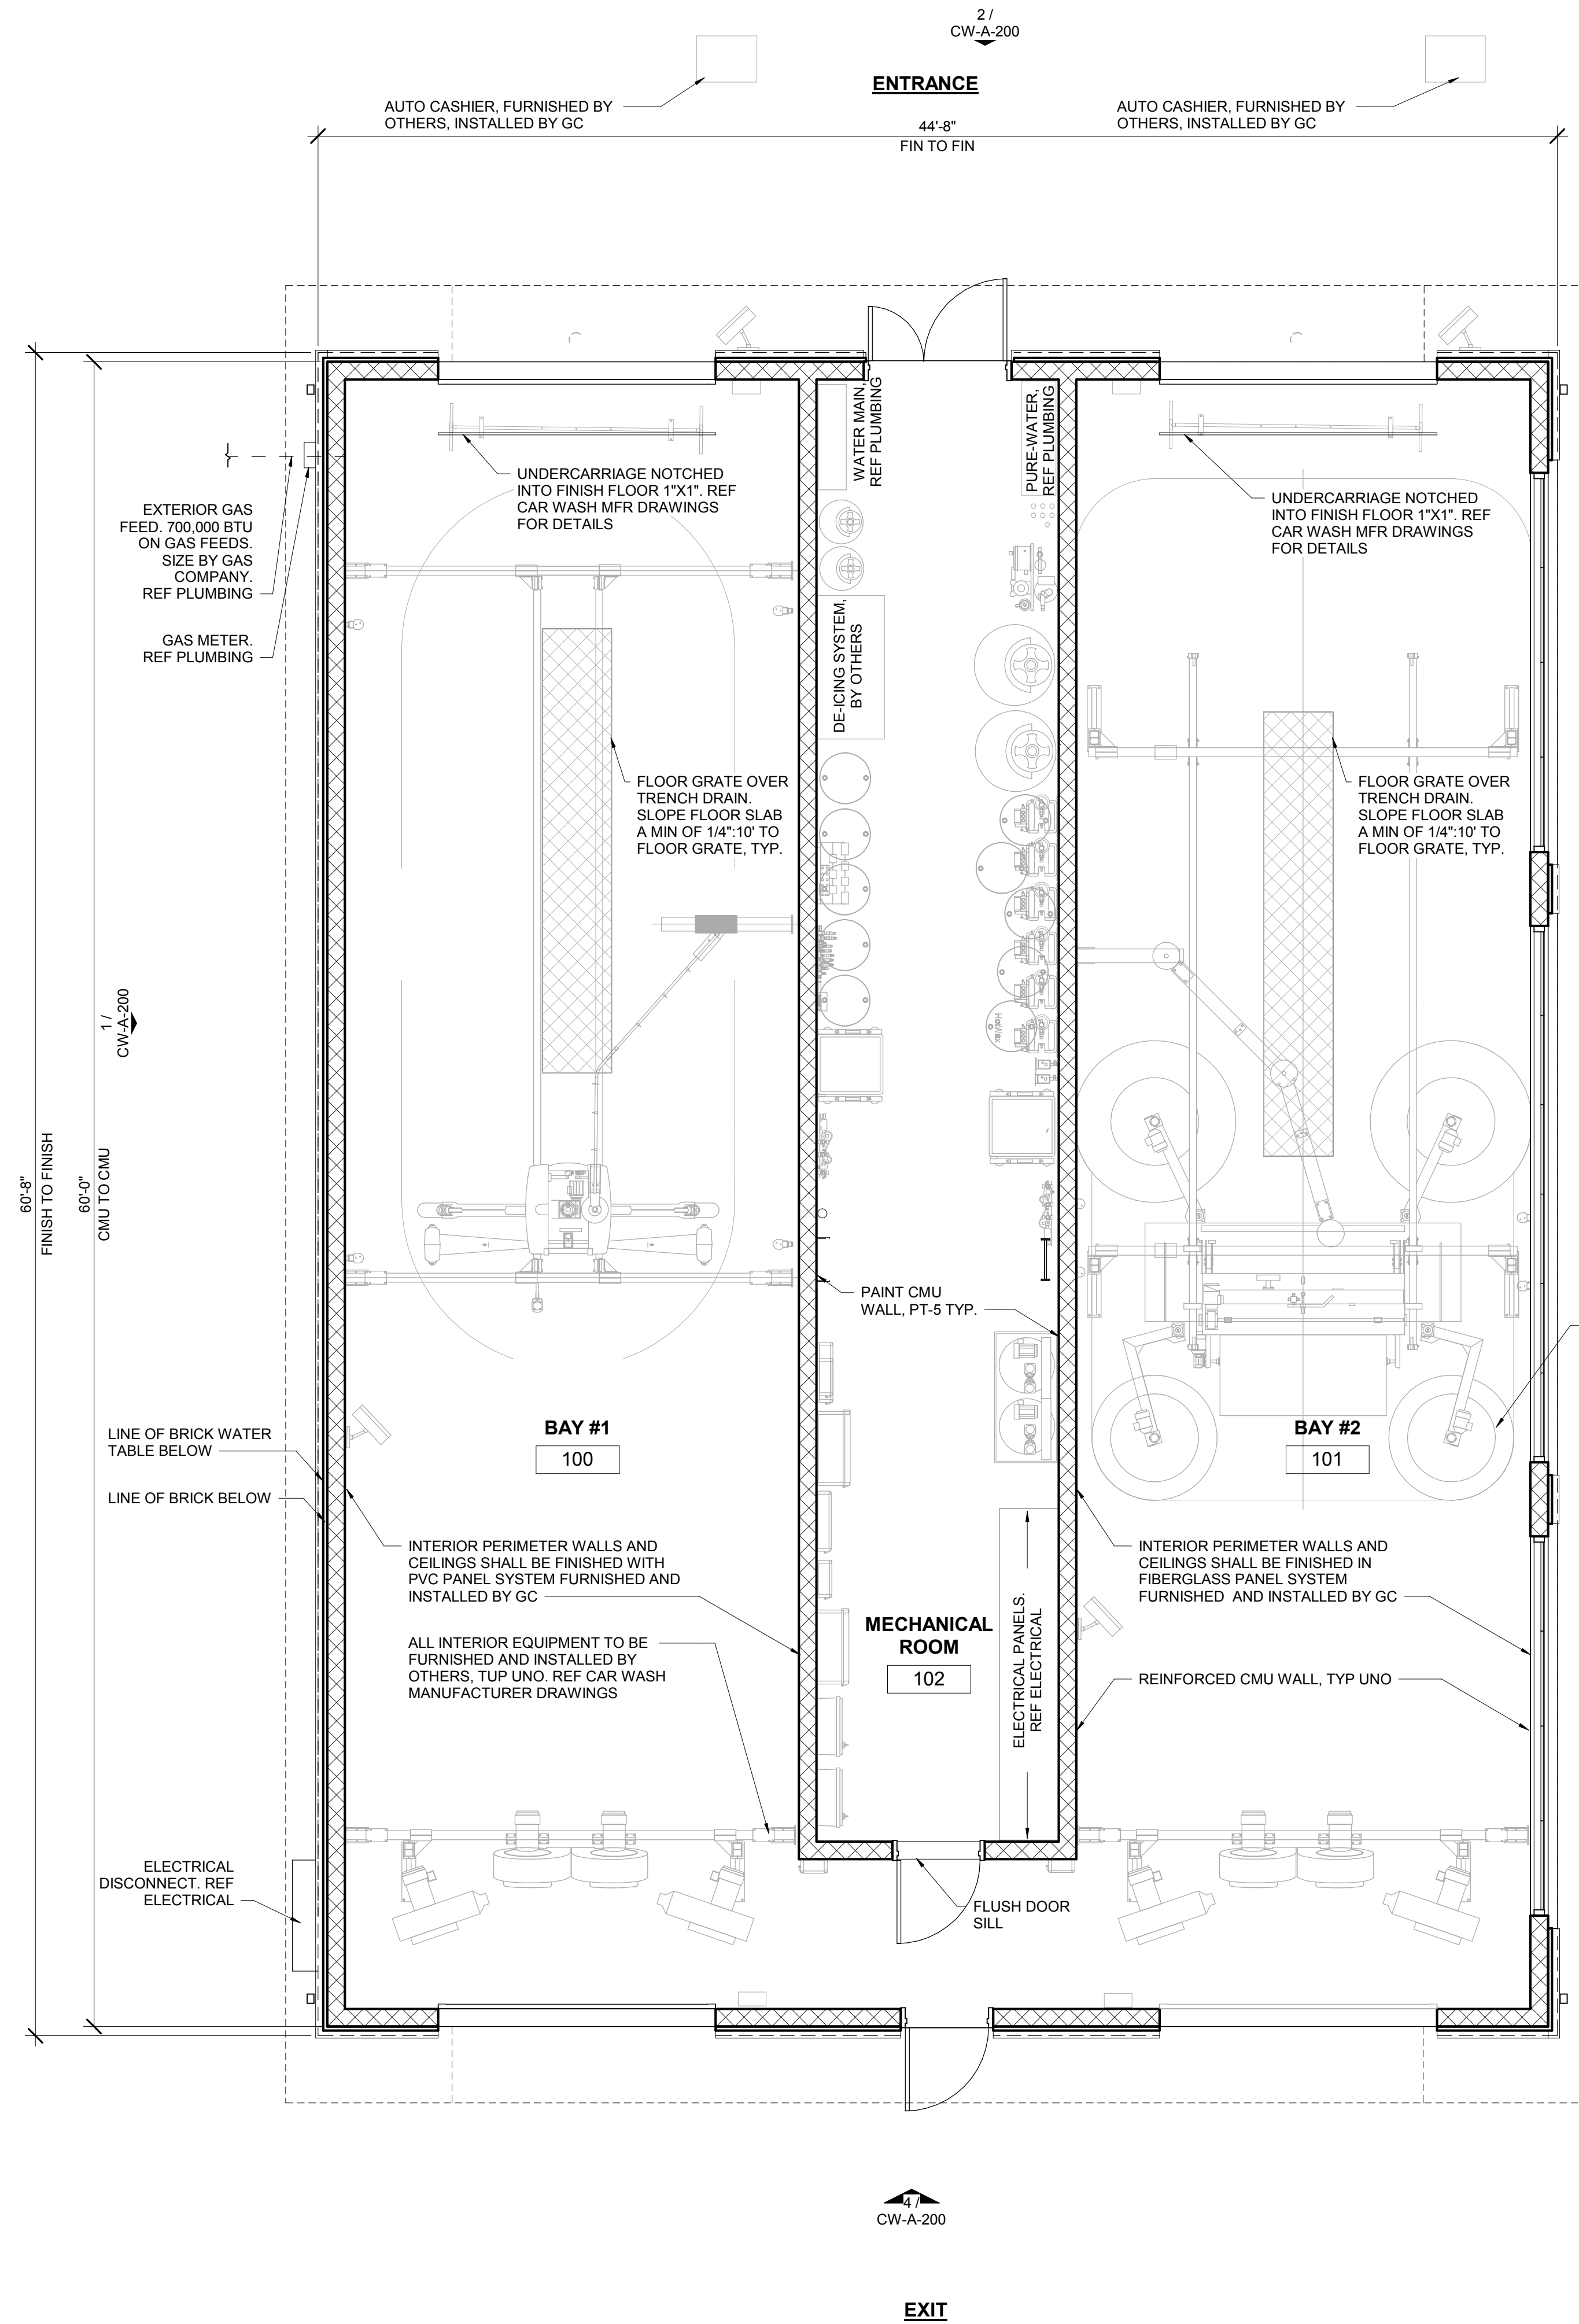 2 /
CW-A-200
ENTRANCE
AUTO CASHIER, FURNISHED BY
OTHERS, INSTALLED BY GC
AUTO CASHIER, FURNISHED BY
OTHERS, INSTALLED BY GC
44'-8"
FIN TO FIN
WATER MAIN,
REF PLUMBING
PURE-WATER,
REF PLUMBING
UNDERCARRIAGE NOTCHED
INTO FINISH FLOOR 1"X1". REF
CAR WASH MFR DRAWINGS
FOR DETAILS
UNDERCARRIAGE NOTCHED
INTO FINISH FLOOR 1"X1". REF
CAR WASH MFR DRAWINGS
FOR DETAILS
EXTERIOR GAS
FEED. 700,000 BTU
ON GAS FEEDS.
SIZE BY GAS
COMPANY.
REF PLUMBING
GAS METER.
REF PLUMBING
DE-ICING SYSTEM,
BY OTHERS
FLOOR GRATE OVER
TRENCH DRAIN.
SLOPE FLOOR SLAB
A MIN OF 1/4":10' TO
FLOOR GRATE, TYP.
FLOOR GRATE OVER
TRENCH DRAIN.
SLOPE FLOOR SLAB
A MIN OF 1/4":10' TO
FLOOR GRATE, TYP.
1 /
CW-A-200
HOTWAX
60'-8"
FINISH TO FINISH
60'-0"
CMU TO CMU
PAINT CMU
WALL, PT-5 TYP.
BAY #1
100
BAY #2
101
LINE OF BRICK WATER
TABLE BELOW
LINE OF BRICK BELOW
INTERIOR PERIMETER WALLS AND
CEILINGS SHALL BE FINISHED WITH
PVC PANEL SYSTEM FURNISHED AND
INSTALLED BY GC
INTERIOR PERIMETER WALLS AND
CEILINGS SHALL BE FINISHED IN
FIBERGLASS PANEL SYSTEM
FURNISHED  AND INSTALLED BY GC
ALL INTERIOR EQUIPMENT TO BE
FURNISHED AND INSTALLED BY
OTHERS, TUP UNO. REF CAR WASH
MANUFACTURER DRAWINGS
MECHANICAL
ROOM
102
ELECTRICAL PANELS.
REF ELECTRICAL
REINFORCED CMU WALL, TYP UNO
ELECTRICAL
DISCONNECT. REF
ELECTRICAL
FLUSH DOOR
SILL
4 /
CW-A-200
EXIT